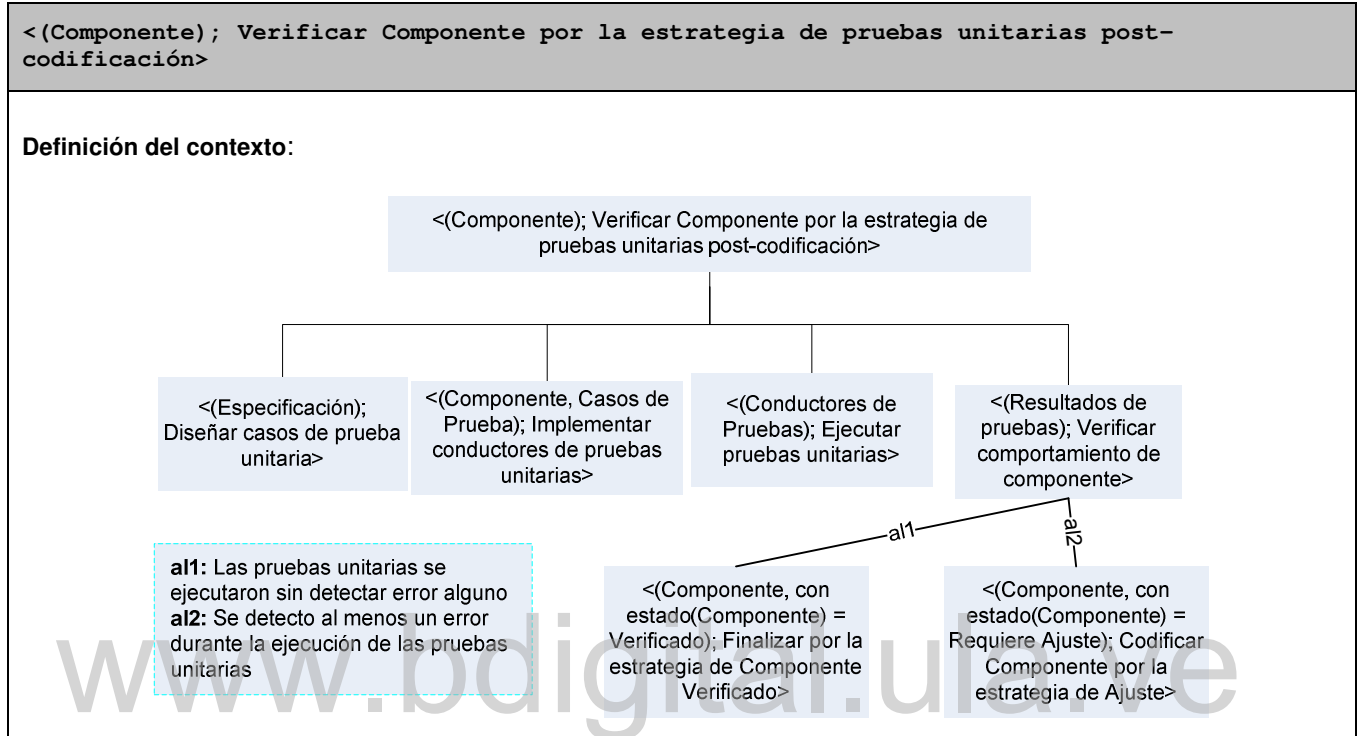 <(Componente); Verificar Componente por la estrategia de pruebas unitarias post-
codificación>
Definición del contexto:
<(Componente); Verificar Componente por la estrategia de
pruebas unitarias post-codificación>
<(Especificación);
Diseñar casos de prueba
unitaria>
<(Componente, Casos de
Prueba); Implementar
conductores de pruebas
unitarias>
<(Conductores de
Pruebas); Ejecutar
pruebas unitarias>
<(Resultados de
pruebas); Verificar
comportamiento de
componente>
al1
al2
al1: Las pruebas unitarias se
ejecutaron sin detectar error alguno
al2: Se detecto al menos un error
durante la ejecución de las pruebas
unitarias
<(Componente, con
estado(Componente) =
Verificado); Finalizar por la
estrategia de Componente
Verificado>
<(Componente, con
estado(Componente) =
Requiere Ajuste); Codificar
Componente por la
estrategia de Ajuste>
www.bdigital.ula.ve